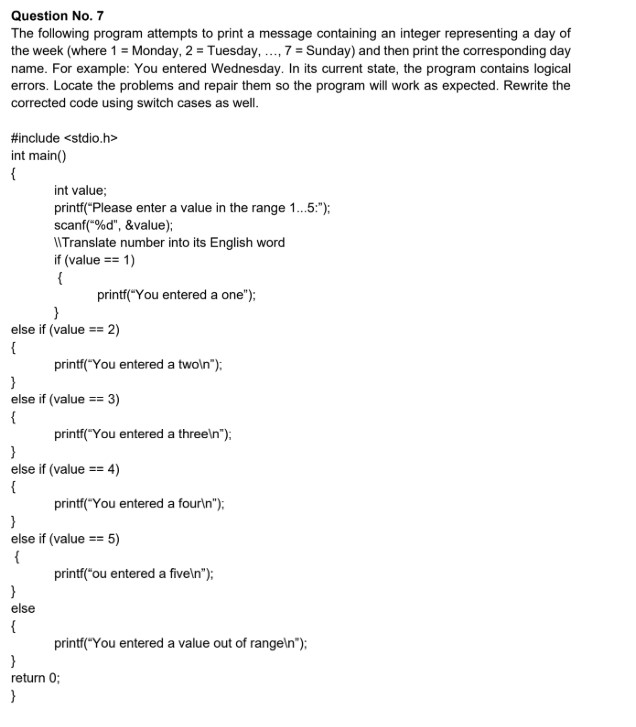 Question No. 7
The following program attempts to print a message containing an integer representing a day of
the week (where 1 = Monday, 2 = Tuesday, …, 7 = Sunday) and then print the corresponding day
name. For example: You entered Wednesday. In its current state, the program contains logical
errors. Locate the problems and repair them so the program will work as expected. Rewrite the
corrected code using switch cases as well.
#include <stdio.h>
int main()
{
int value;
printf(“Please enter a value in the range 1...5:”);
scanf(“%d”, &value);
\\Translate number into its English word
if (value == 1)
{
printf(“You entered a one”);
}
else if (value == 2)
{
printf(“You entered a two\n”);
}
else if (value == 3)
{
printf(“You entered a three\n”);
}
else if (value == 4)
{
printf(“You entered a four\n”);
}
else if (value == 5)
{
printf(“ou entered a five\n”);
}
else
{
printf(“You entered a value out of range\n”);
}
return 0;
}